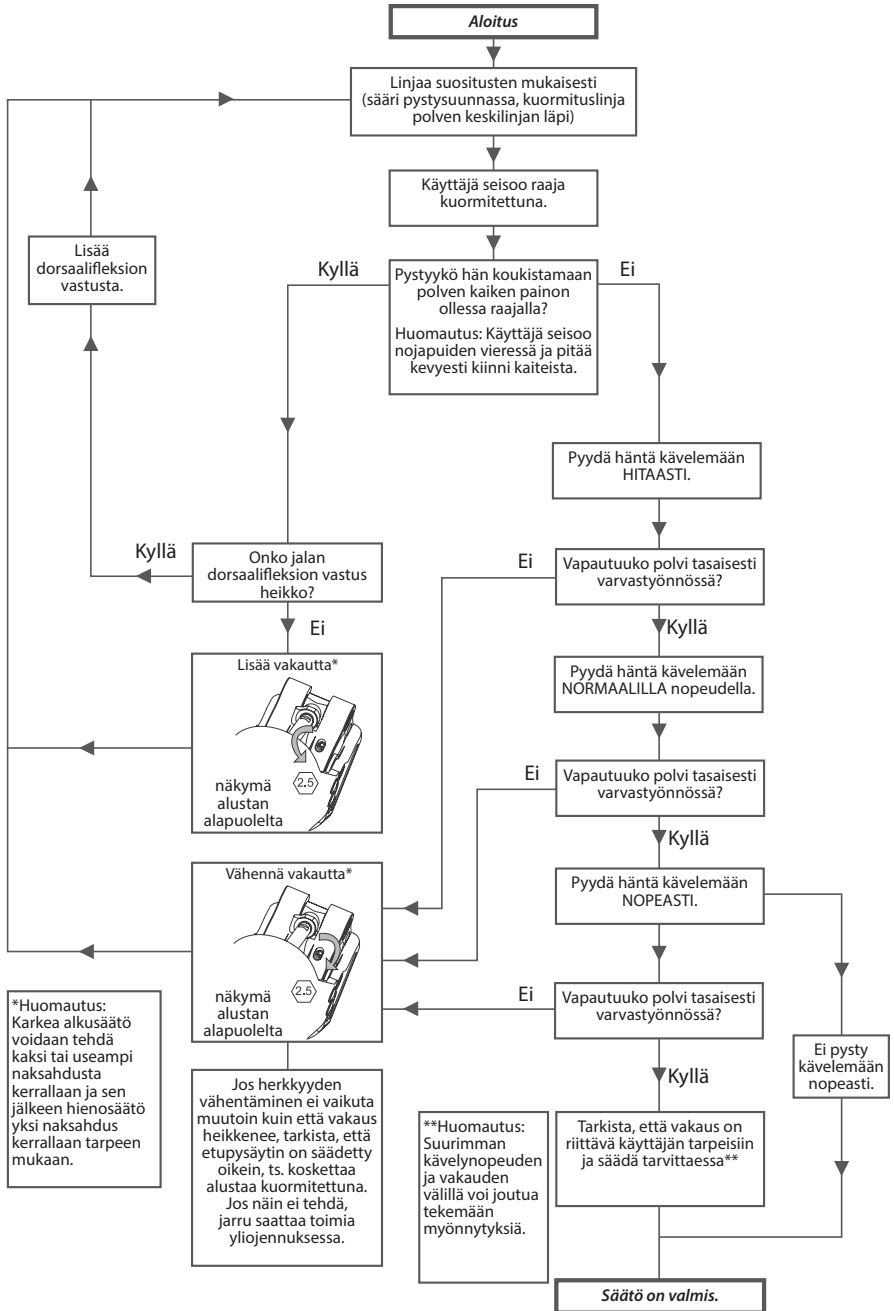 Aloitus
Linjaa suositusten mukaisesti
(sääri pystysuunnassa, kuormituslinja
polven keskilinjan läpi)
Käyttäjä seisoo raaja
kuormitettuna.
Lisää
dorsaalifleksion
vastusta.
Kyllä
Pystyykö hän koukistamaan
polven kaiken painon
ollessa raajalla?
Huomautus: Käyttäjä seisoo
nojapuiden vieressä ja pitää
kevyesti kiinni kaiteista.
Ei
Pyydä häntä kävelemään
HITAASTI.
Kyllä
Onko jalan
dorsaalifleksion vastus
heikko?
Ei
Vapautuuko polvi tasaisesti
varvastyönnössä?
Ei
Kyllä
Lisää vakautta*
2.5
näkymä
alustan
alapuolelta
Pyydä häntä kävelemään
NORMAALILLA nopeudella.
Ei
Vapautuuko polvi tasaisesti
varvastyönnössä?
Kyllä
Vähennä vakautta*
2.5
näkymä
alustan
alapuolelta
Pyydä häntä kävelemään
NOPEASTI.
Ei
Vapautuuko polvi tasaisesti
varvastyönnössä?
Kyllä
Ei pysty
kävelemään
nopeasti.
*Huomautus:
Karkea alkusäätö
voidaan tehdä
kaksi tai useampi
naksahdusta
kerrallaan ja sen
jälkeen hienosäätö
yksi naksahdus
kerrallaan tarpeen
mukaan.
Jos herkkyyden
vähentäminen ei vaikuta
muutoin kuin että vakaus
heikkenee, tarkista, että
etupysäytin on säädetty
oikein, ts. koskettaa
alustaa kuormitettuna.
Jos näin ei tehdä,
jarru saattaa toimia
yliojennuksessa.
**Huomautus:
Suurimman
kävelynopeuden
ja vakauden
välillä voi joutua
tekemään
myönnytyksiä.
Tarkista, että vakaus on
riittävä käyttäjän tarpeisiin
ja säädä tarvittaessa**
Säätö on valmis.